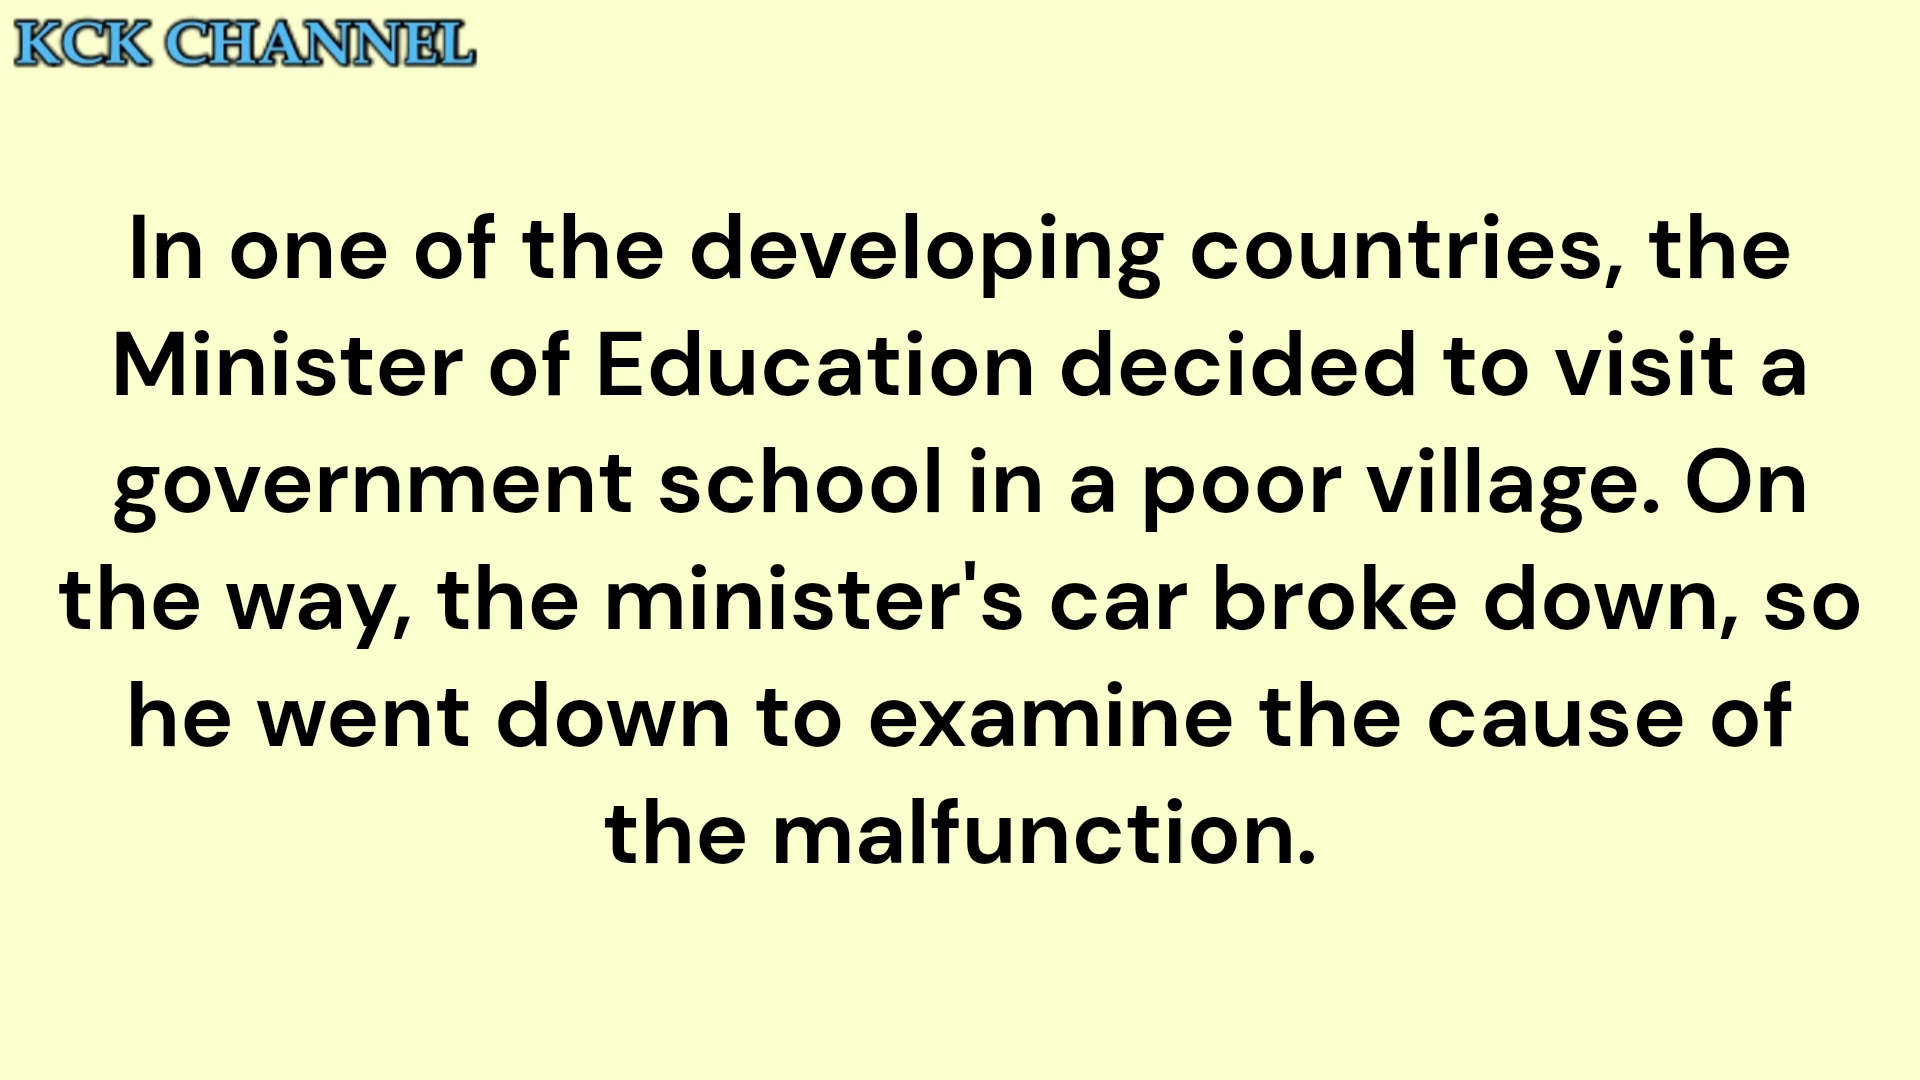 KCK CHANNEL
In one of the developing countries, the
Minister of Education decided to visit a
government school in a poor village. On
the way, the minister's car broke down, so
he went down to examine the cause of
the malfunction.